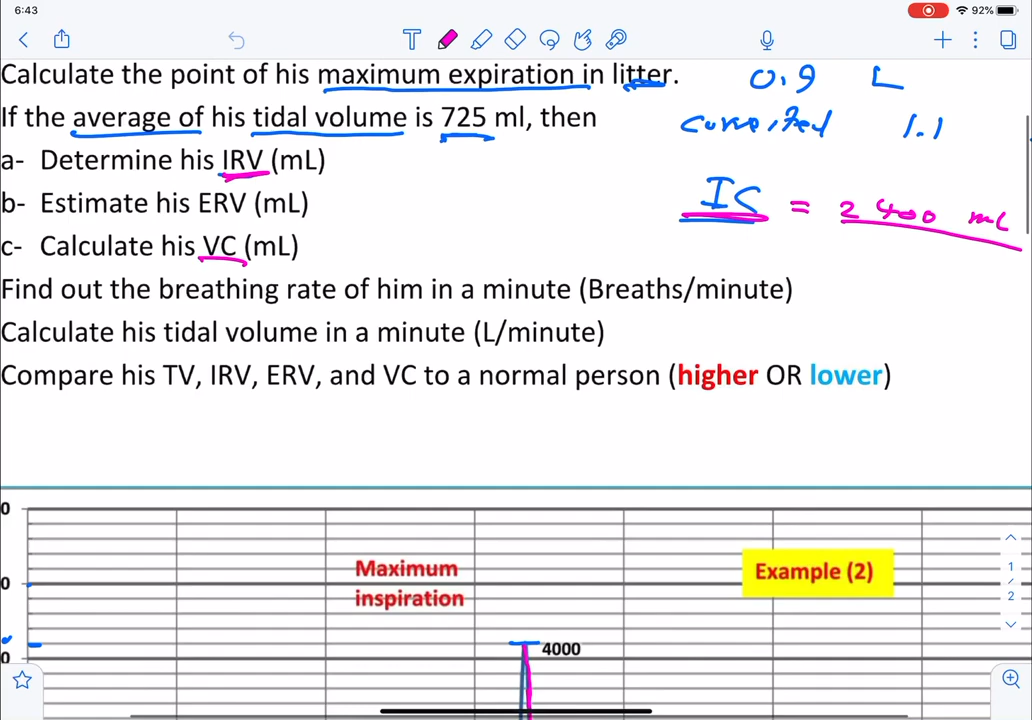 6:43
92%
Calculate the point of his maximum expiration in litter. 0.9 L
If the average of his tidal volume is 725 ml, then
corrected 1.1
a- Determine his IRV (mL)
IC = 2400 mL
b- Estimate his ERV (mL)
c- Calculate his VC (mL)
Find out the breathing rate of him in a minute (Breaths/minute)
Calculate his tidal volume in a minute (L/minute)
Compare his TV, IRV, ERV, and VC to a normal person (higher OR lower)
0
Maximum
inspiration
Example (2)
0
4000
0
1
/
2